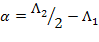 α = Λ₂/2 − Λ₁